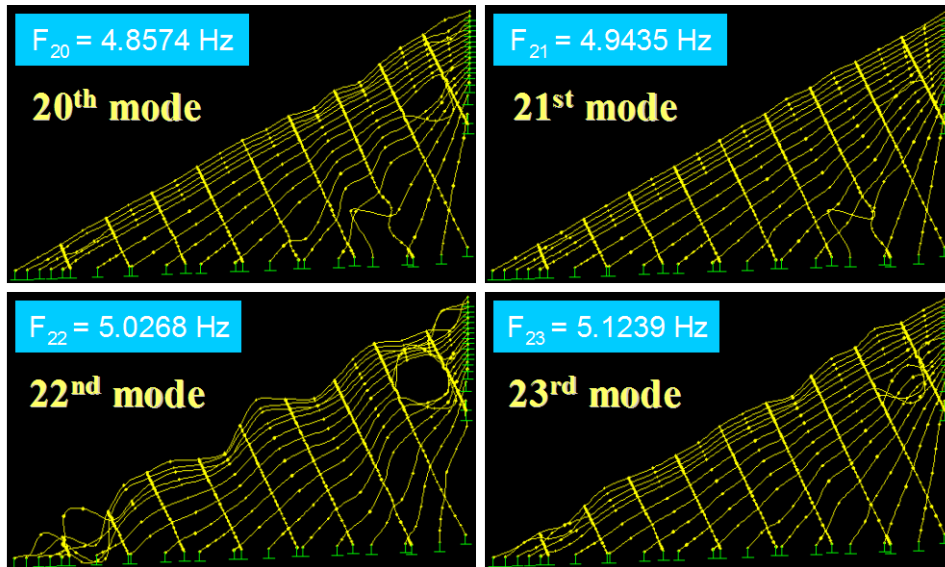 F20 = 4.8574 Hz
20th mode
F21 = 4.9435 Hz
21st mode
F22 = 5.0268 Hz
22nd mode
F23 = 5.1239 Hz
23rd mode